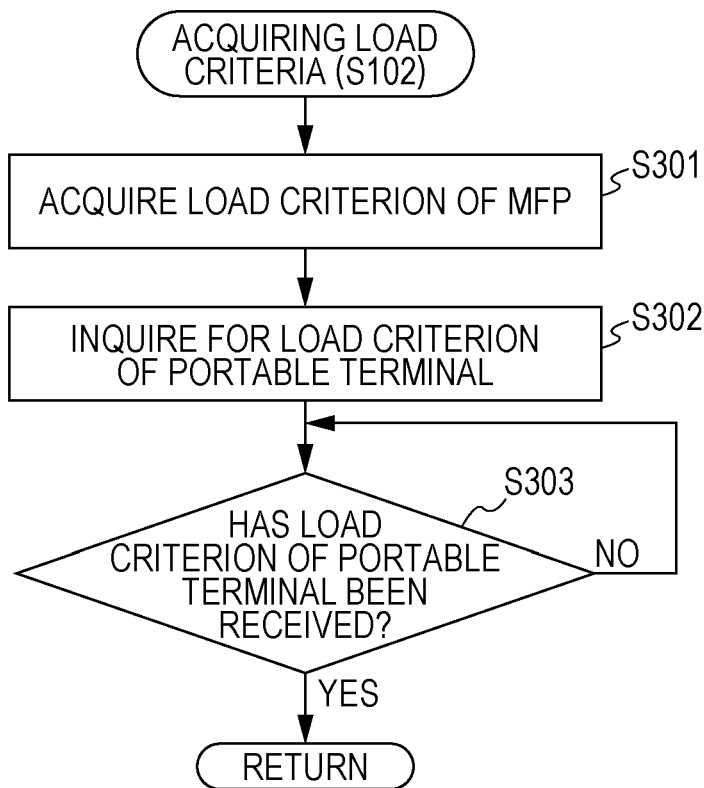 ACQUIRING LOAD
CRITERIA (S102)
ACQUIRE LOAD CRITERION OF MFP
S301
INQUIRE FOR LOAD CRITERION
OF PORTABLE TERMINAL
S302
S303
HAS LOAD
CRITERION OF PORTABLE
TERMINAL BEEN
RECEIVED?
NO
YES
RETURN